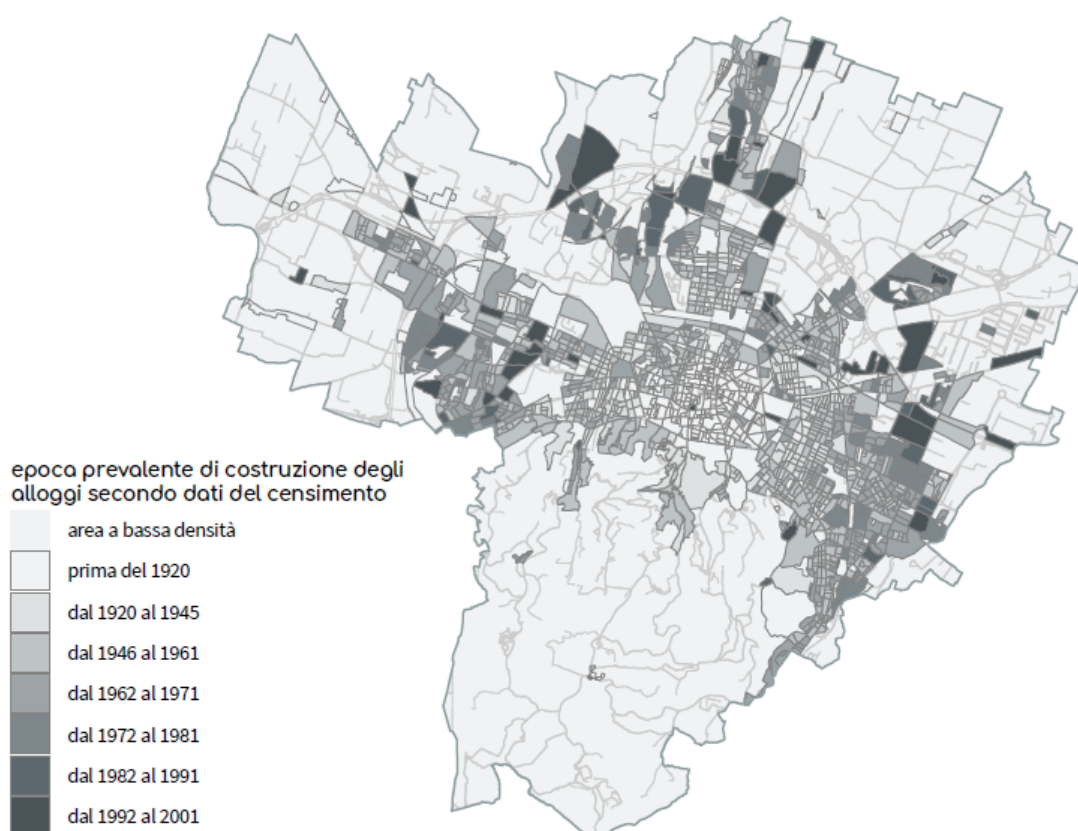 epoca prevalente di costruzione degli
alloggi secondo dati del censimento
area a bassa densità
prima del 1920
dal 1920 al 1945
dal 1946 al 1961
dal 1962 al 1971
dal 1972 al 1981
dal 1982 al 1991
dal 1992 al 2001